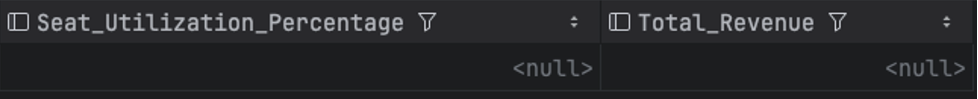 Seat_Utilization_Percentage Total_Revenue
<null> <null>